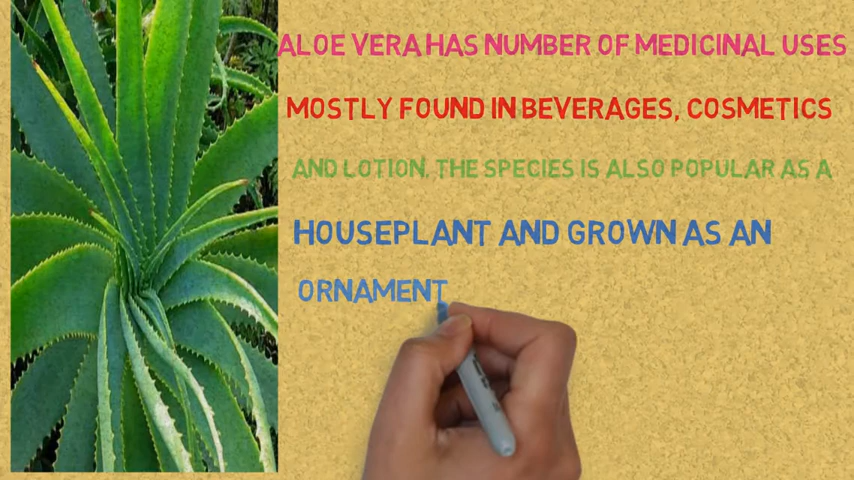 ALOE VERA HAS NUMBER OF MEDICINAL USES
MOSTLY FOUND IN BEVERAGES, COSMETICS
AND LOTION. THE SPECIES IS ALSO POPULAR AS A
HOUSEPLANT AND GROWN AS AN
ORNAMENT